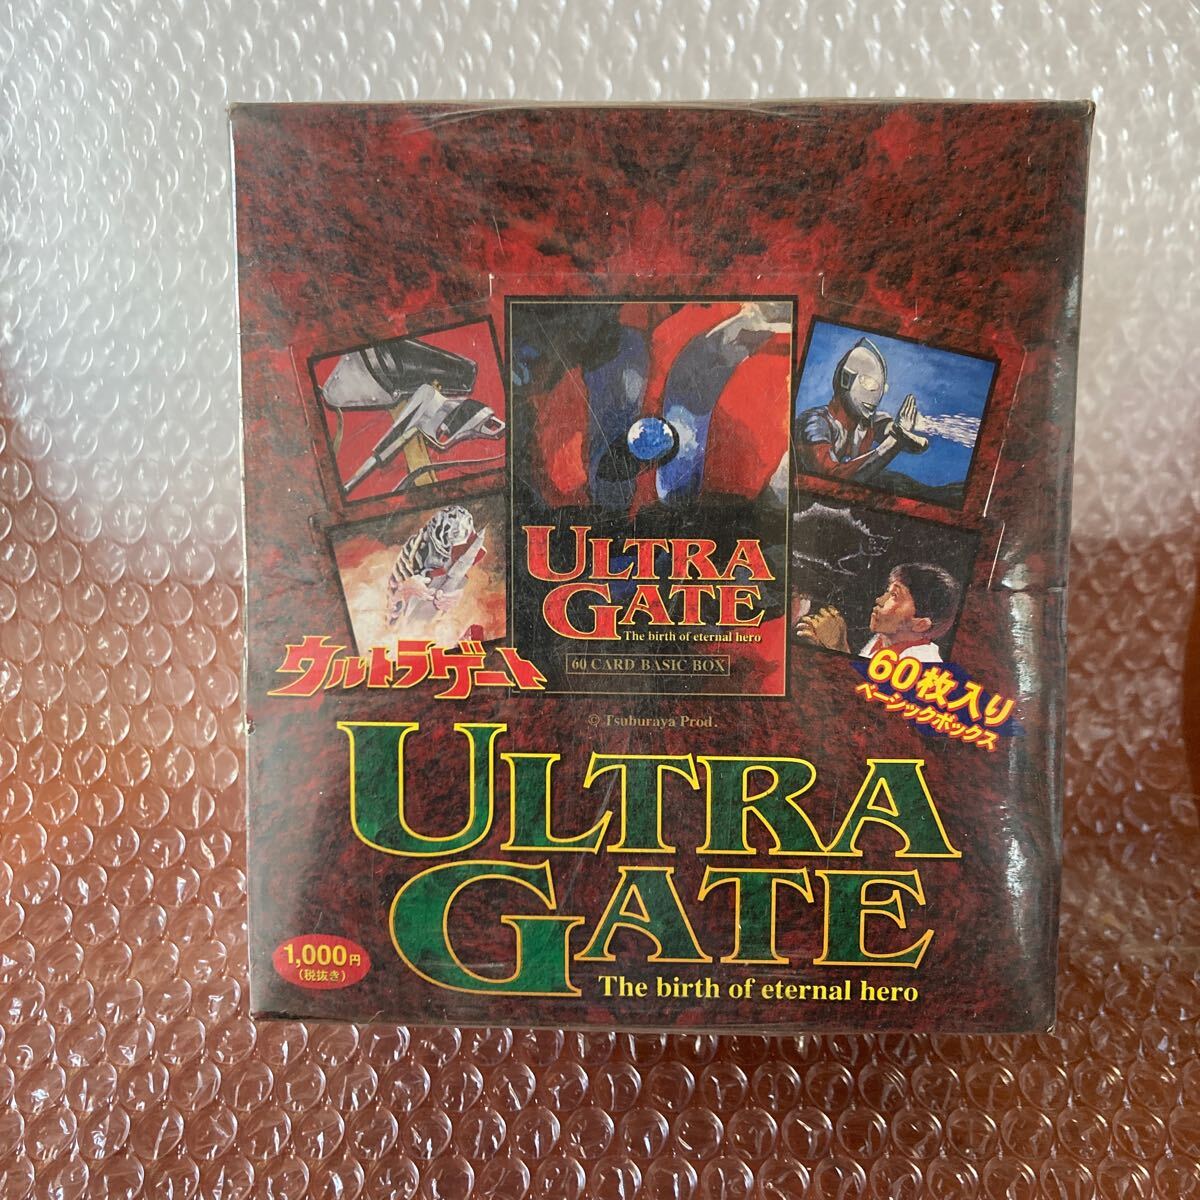 ULTRA
GATE
The birth of eternal hero
60 CARD BASIC BOX
ウルトラゲート
60枚入り
ベーシックボックス
© Tsuburaya Prod.
ULTRA
GATE
The birth of eternal hero
1,000円
(税抜き)